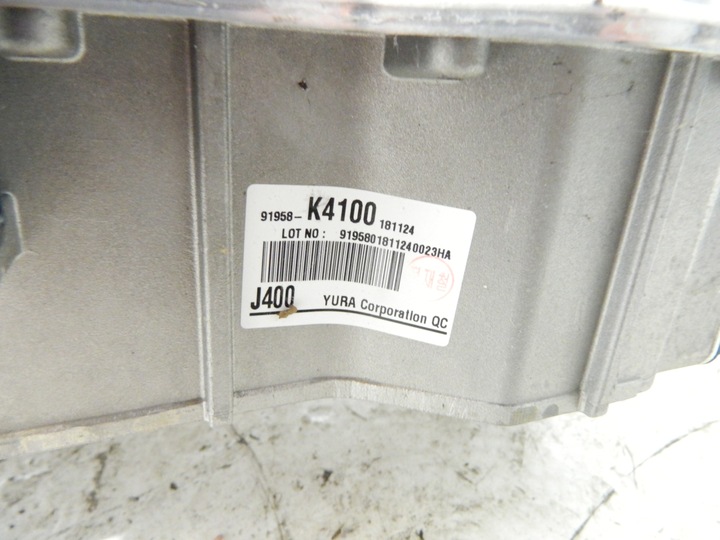 91958- K4100 181124
LOT NO : 9195801811240023HA
J400 YURA Corporation QC